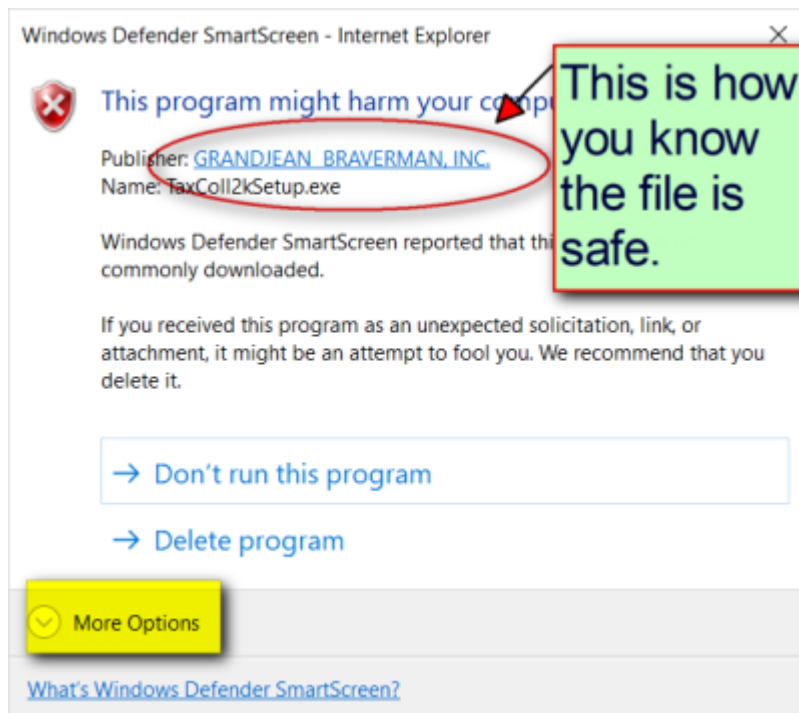 Windows Defender SmartScreen - Internet Explorer
This program might harm your compu
This is how
you know
the file is
safe.
Publisher: GRANDJEAN BRAVERMAN, INC.
Name: TaxColl2kSetup.exe
Windows Defender SmartScreen reported that thi
commonly downloaded.
If you received this program as an unexpected solicitation, link, or
attachment, it might be an attempt to fool you. We recommend that you
delete it.
Don't run this program
Delete program
More Options
What's Windows Defender SmartScreen?